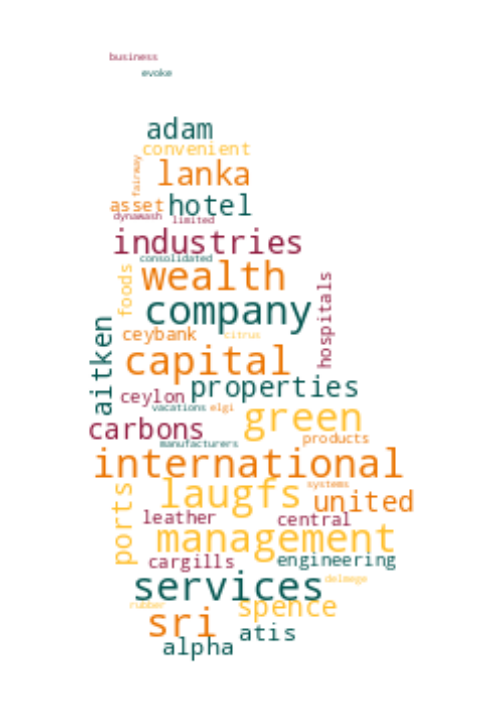 business
evoke
adam
convenient
fairway
lanka
asset
hotel
dynawash limited
industries
consolidated
wealth
foods
hospitals
company
aitken
ceybank
citrus
capital
properties
ceylon
vacations elgi
green
carbons
products
manufacturers
international
laugfs
systems
united
ports
leather
central
management
cargills
engineering
services
delmege
rubber
spence
sri
atis
alpha